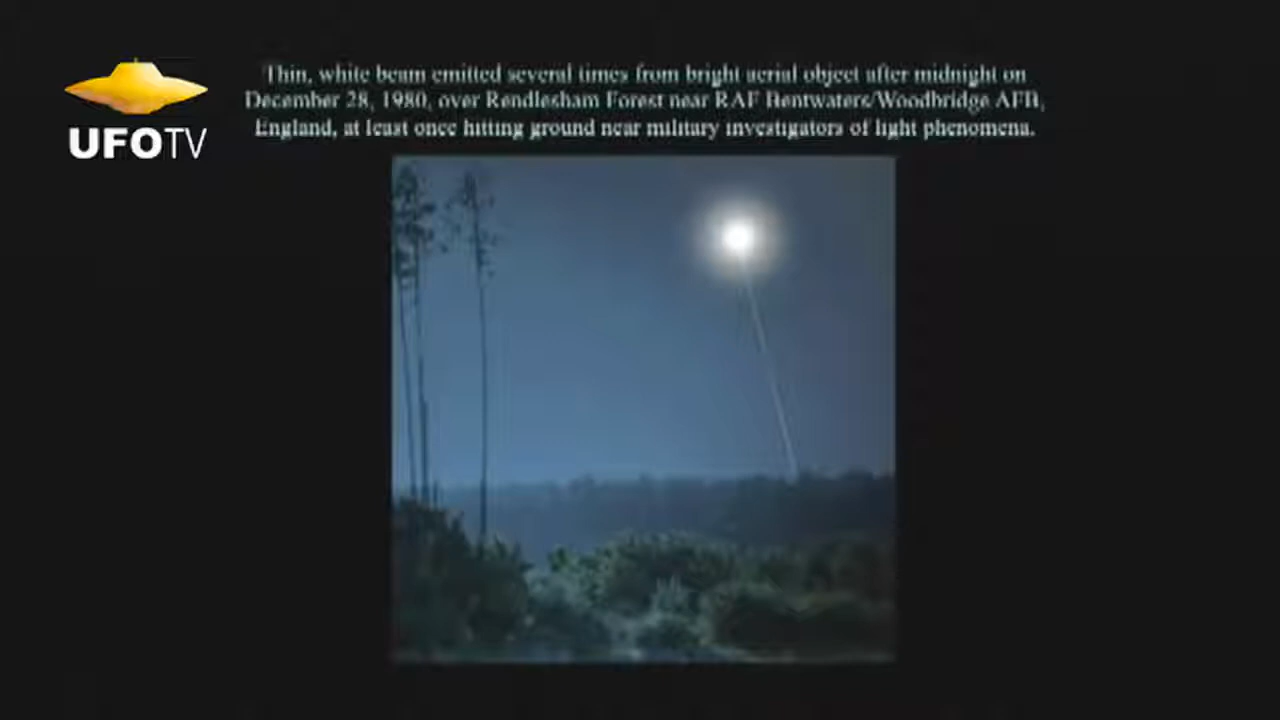 UFOTV
Thin, white beam emitted several times from bright aerial object after midnight on
December 28, 1980, over Rendlesham Forest near RAF Bentwaters/Woodbridge AFB,
England, at least once hitting ground near military investigators of light phenomena.